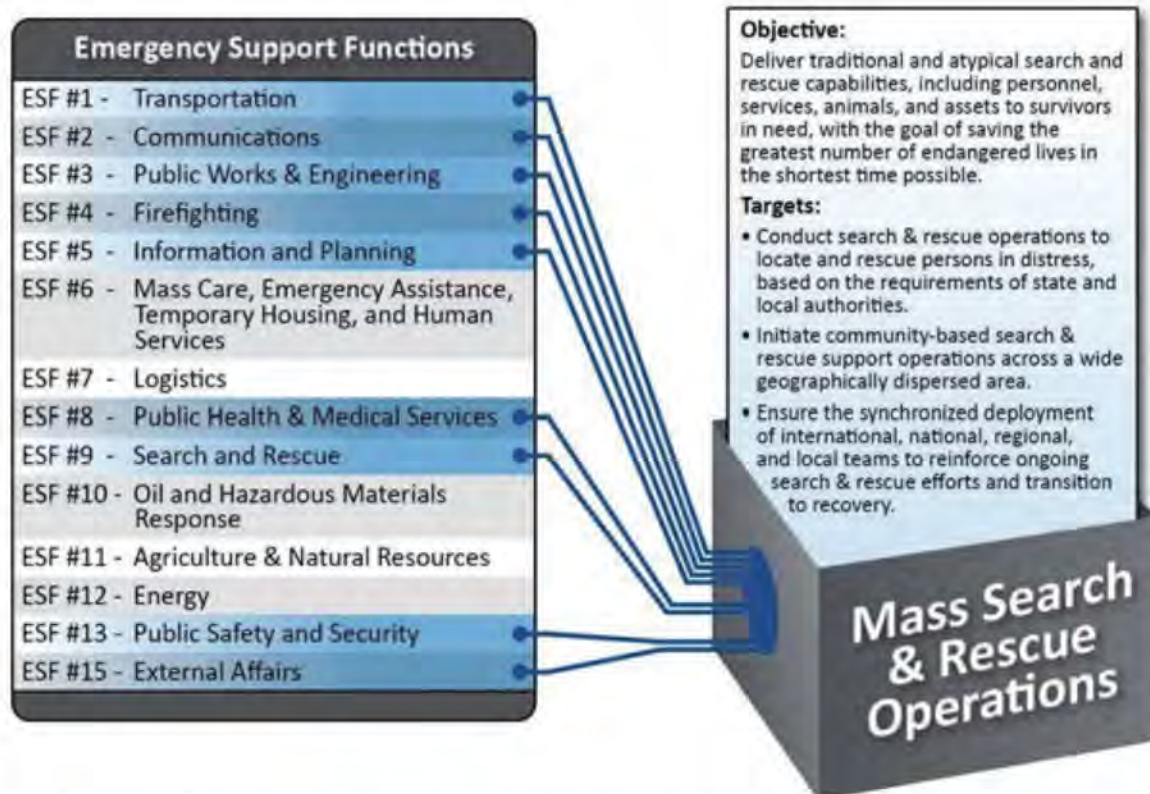 Emergency Support Functions
ESF #1 - Transportation
ESF #2 - Communications
ESF #3 - Public Works & Engineering
ESF #4 - Firefighting
ESF #5 - Information and Planning
ESF #6 - Mass Care, Emergency Assistance,
Temporary Housing, and Human
Services
ESF #7 - Logistics
ESF #8 - Public Health & Medical Services
ESF #9 - Search and Rescue
ESF #10 - Oil and Hazardous Materials
Response
ESF #11 - Agriculture & Natural Resources
ESF #12 - Energy
ESF #13 - Public Safety and Security
ESF #15 - External Affairs
Objective:
Deliver traditional and atypical search and
rescue capabilities, including personnel,
services, animals, and assets to survivors
in need, with the goal of saving the
greatest number of endangered lives in
the shortest time possible.
Targets:
• Conduct search & rescue operations to
locate and rescue persons in distress,
based on the requirements of state and
local authorities.
• Initiate community-based search &
rescue support operations across a wide
geographically dispersed area.
• Ensure the synchronized deployment
of international, national, regional,
and local teams to reinforce ongoing
search & rescue efforts and transition
to recovery.
Mass Search
& Rescue
Operations